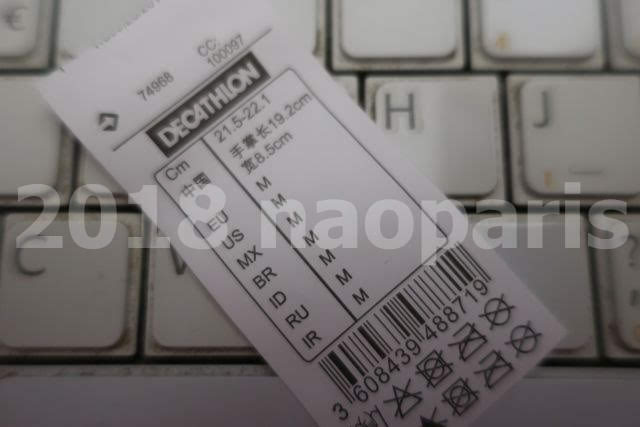 74968
CC:
100097
DECATHLON
Cm 21.5-22.1
中国 手掌长19.2cm
宽8.5cm
EU M
US M
MX M
BR M
ID M
RU M
IR M
3 608439 488719
2018 naoparis
€
H
J
C